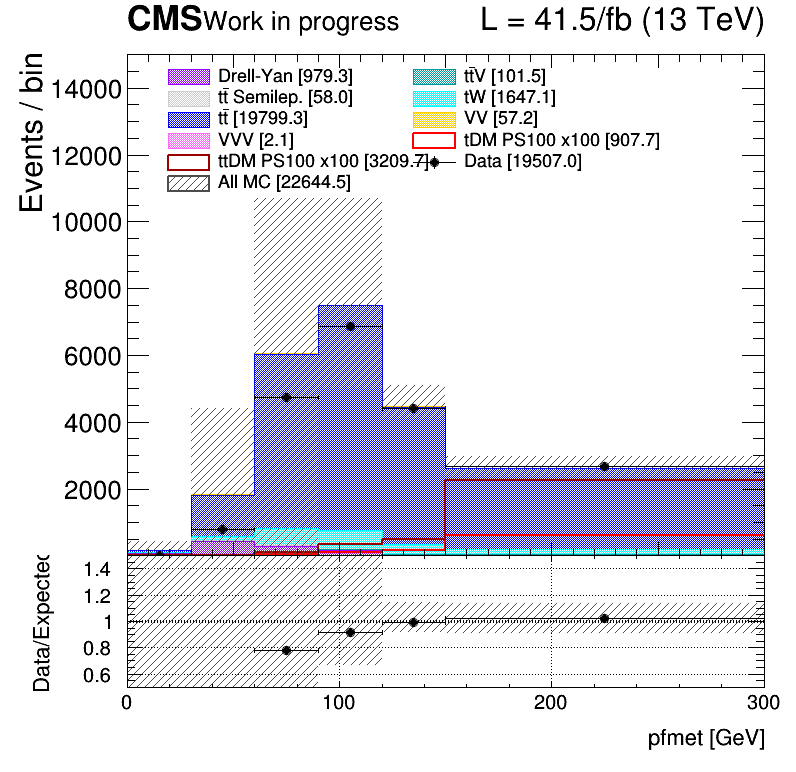 CMS Work in progress L = 41.5/fb (13 TeV)
Events / bin
14000
12000
10000
8000
6000
4000
2000
Drell-Yan [979.3]
tt̄ Semilep. [58.0]
tt̄ [19799.3]
VVV [2.1]
ttDM PS100 x100 [3209.7]
All MC [22644.5]
tt̄V [101.5]
tW [1647.1]
VV [57.2]
tDM PS100 x100 [907.7]
Data [19507.0]
Data/Expected
1.4
1.2
1
0.8
0.6
0 100 200 300
pfmet [GeV]